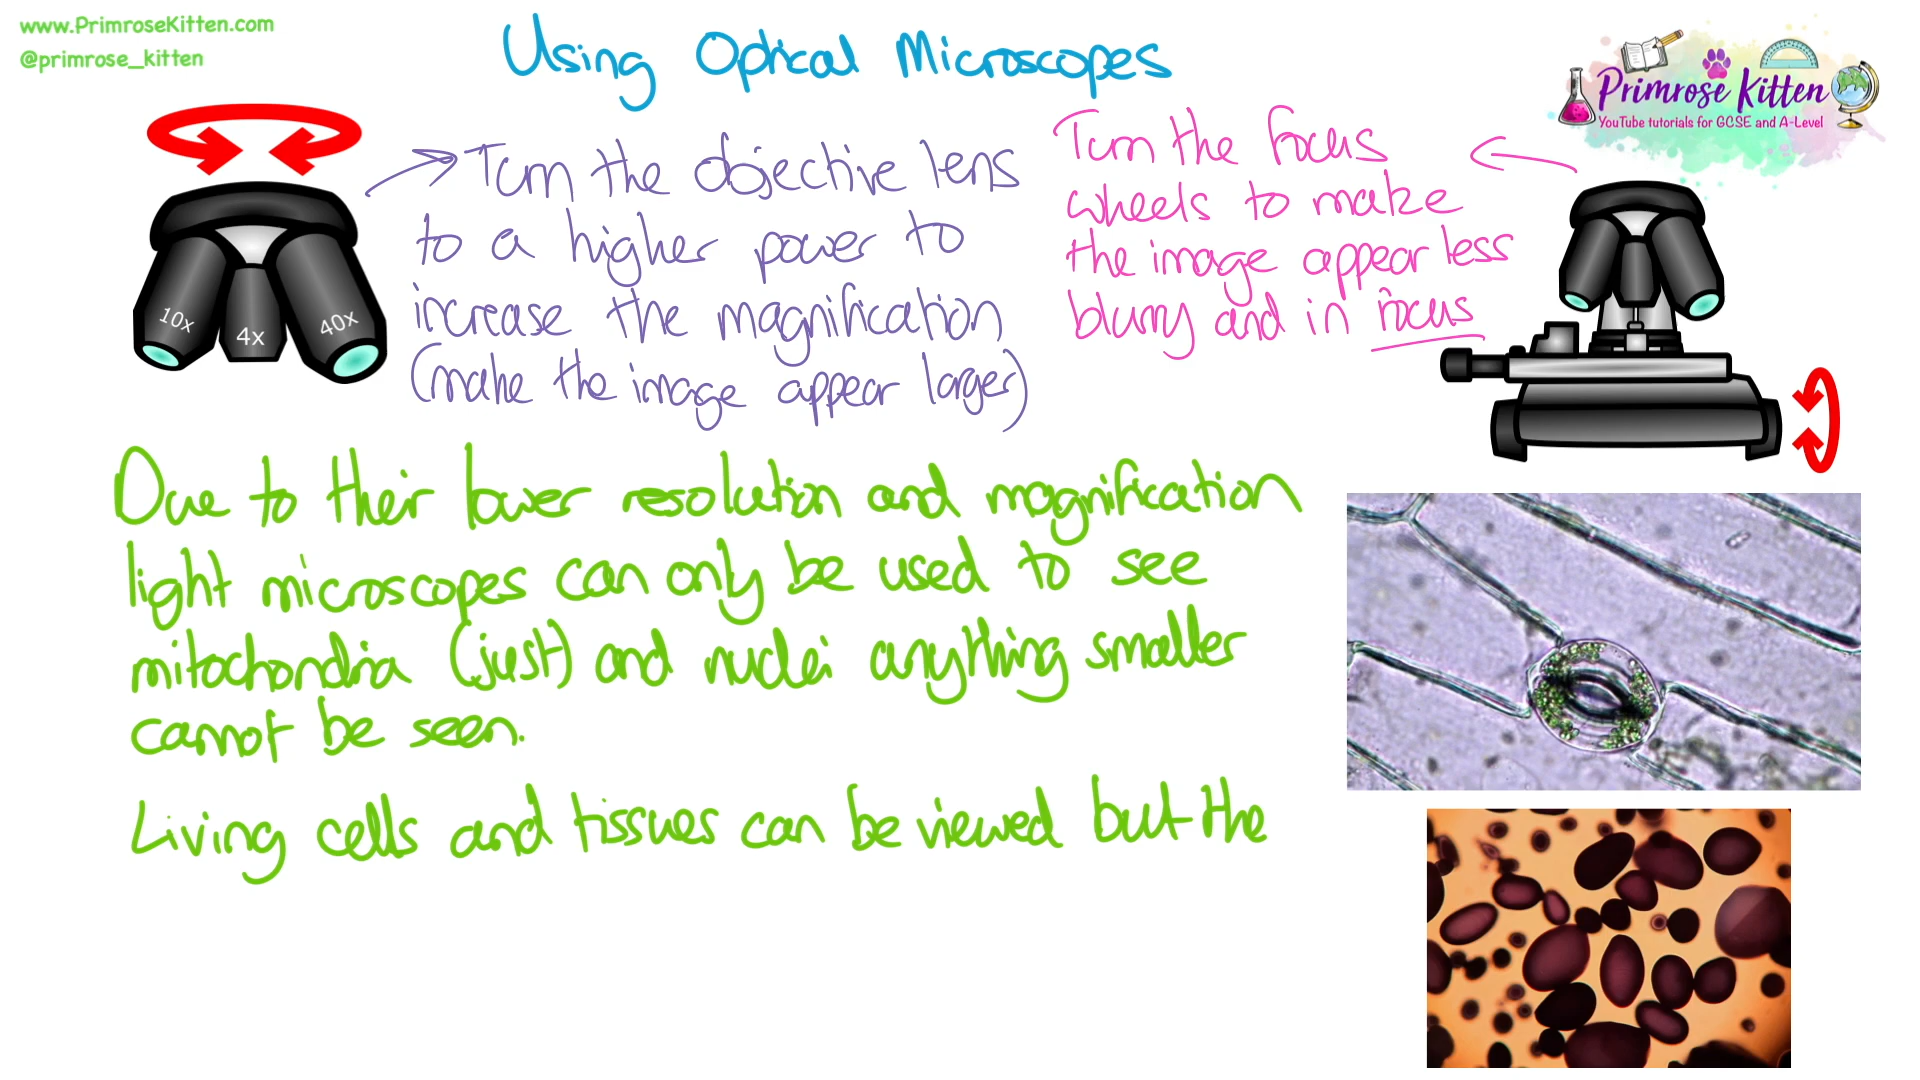 www.PrimroseKitten.com
@primrose_kitten
Using Optical Microscopes
Primrose Kitten
YouTube tutorials for GCSE and A-Level
10x
4x
40x
Turn the objective lens
to a higher power to
increase the magnification
(make the image appear larger)
Turn the focus
wheels to make
the image appear less
blurry and in focus
Due to their lower resolution and magnification
light microscopes can only be used to see
mitochondria (just) and nuclei anything smaller
cannot be seen.
Living cells and tissues can be viewed but the